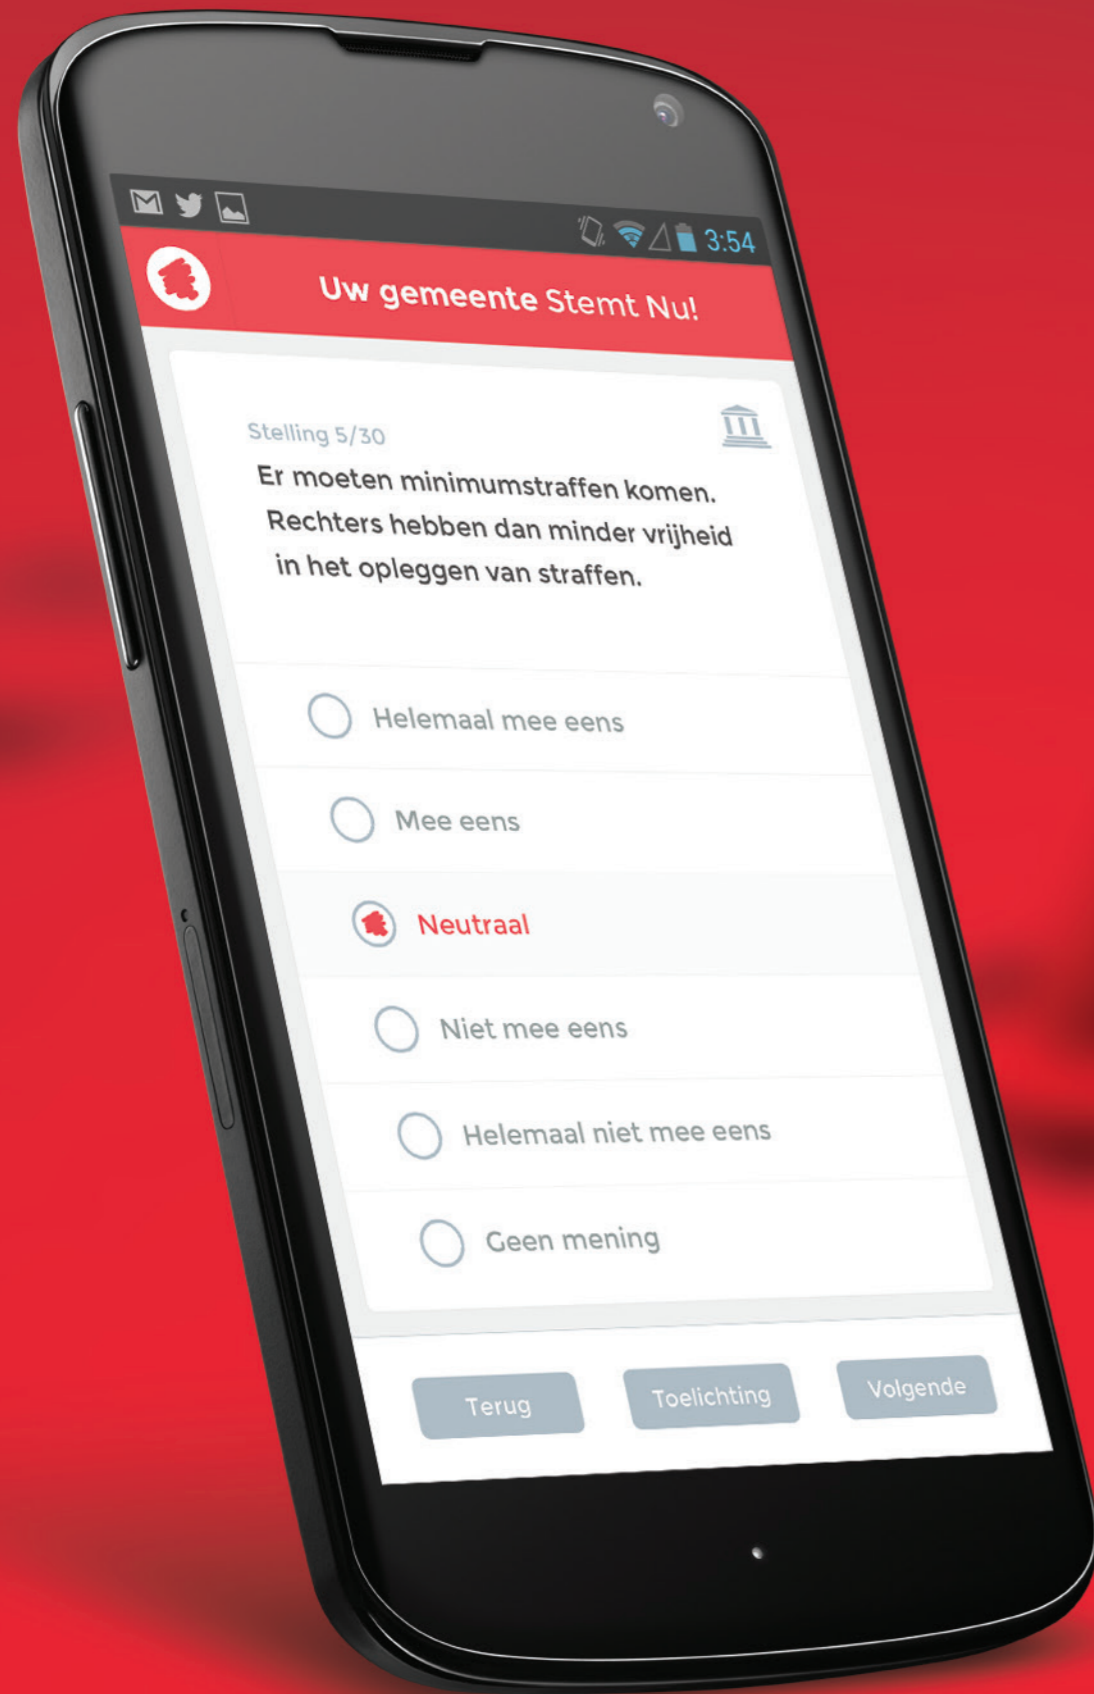 3:54
Uw gemeente Stemt Nu!
Stelling 5/30
Er moeten minimumstraffen komen.
Rechters hebben dan minder vrijheid
in het opleggen van straffen.
Helemaal mee eens
Mee eens
Neutraal
Niet mee eens
Helemaal niet mee eens
Geen mening
Terug
Toelichting
Volgende